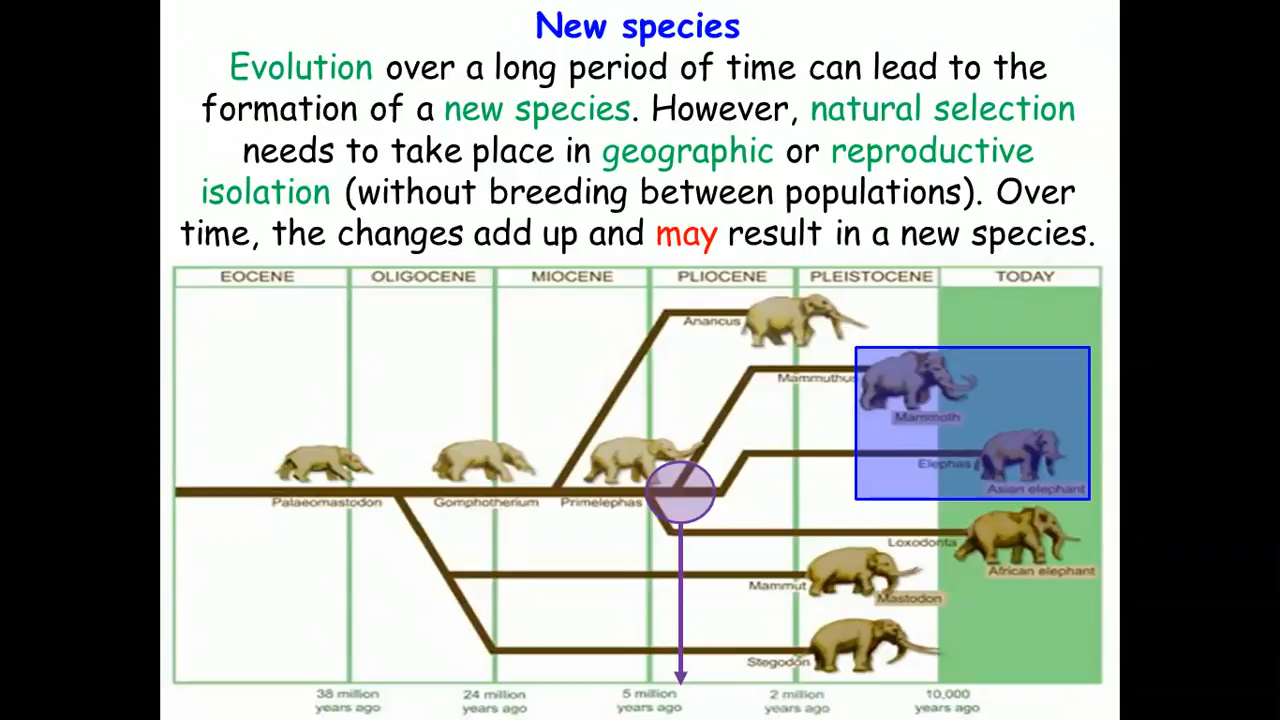 New species
Evolution over a long period of time can lead to the
formation of a new species. However, natural selection
needs to take place in geographic or reproductive
isolation (without breeding between populations). Over
time, the changes add up and may result in a new species.
EOCENE OLIGOCENE MIOCENE PLIOCENE PLEISTOCENE TODAY
Anancus
Mammuthus
Mammoth
Elephas
Asian elephant
Palaeomastodon Gomphotherium Primelephas
Loxodonta
African elephant
Mammut
Mastodon
Stegodon
38 million 24 million 5 million 2 million 10,000
years ago years ago years ago years ago years ago